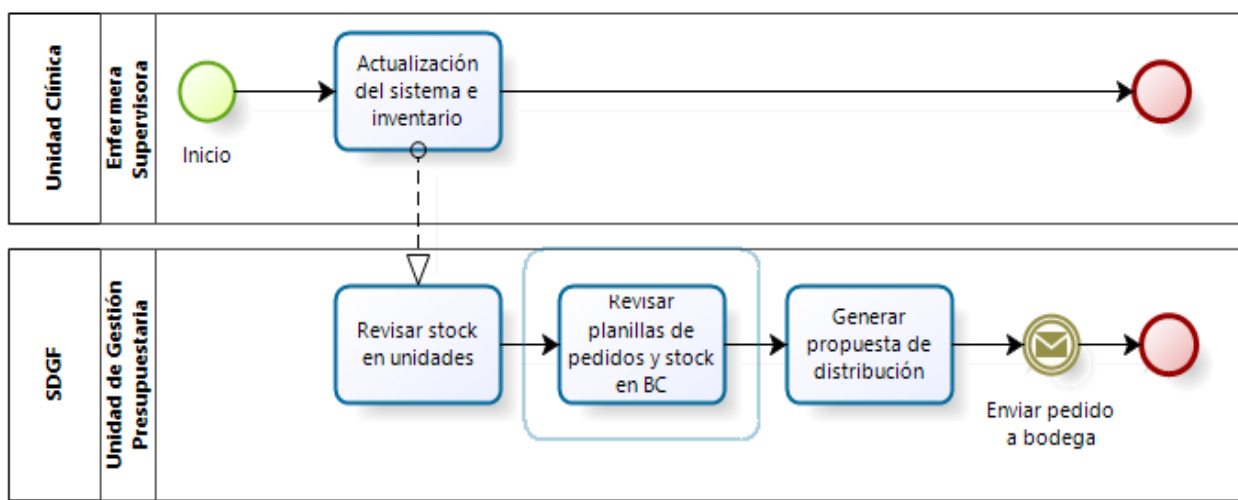 Unidad Clínica
Enfermera
Supervisora
Inicio
Actualización
del sistema e
inventario
SDGF
Unidad de Gestión
Presupuestaria
Revisar stock
en unidades
Revisar
planillas de
pedidos y stock
en BC
Generar
propuesta de
distribución
Enviar pedido
a bodega